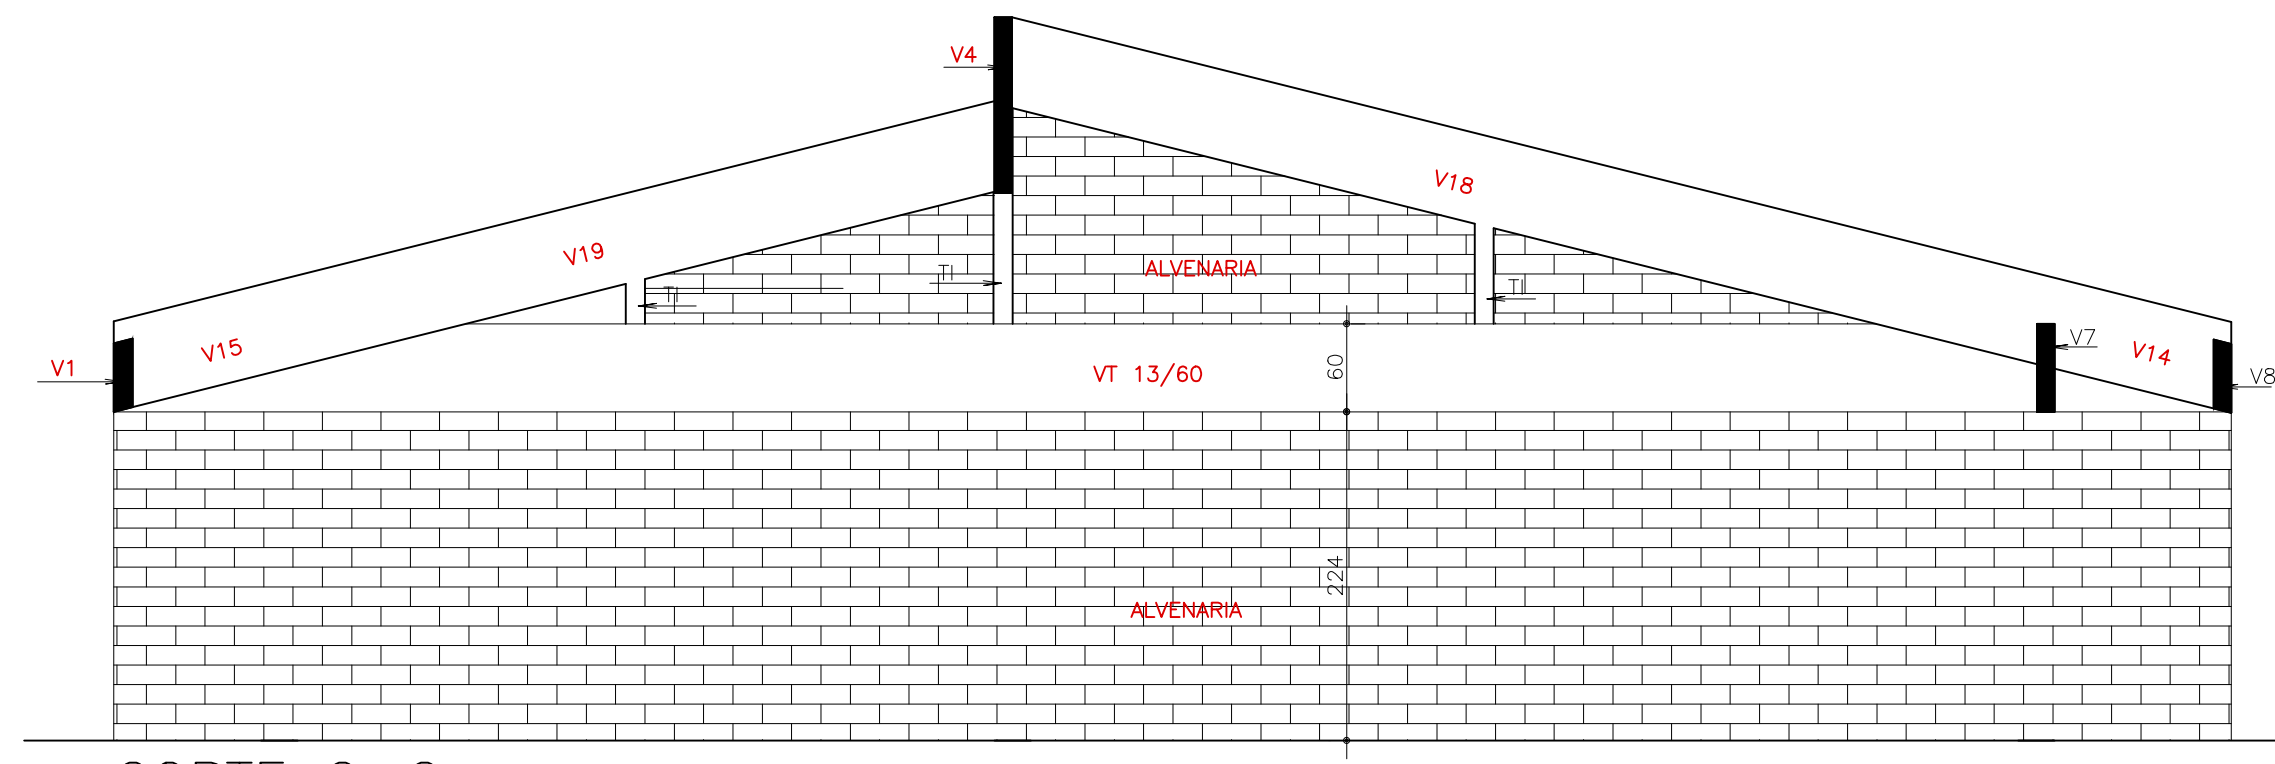 V4
V18
V19
ALVENARIA
TI
TI
TI
V15
V1
VT 13/60
60
V7
V14
V8
224
ALVENARIA